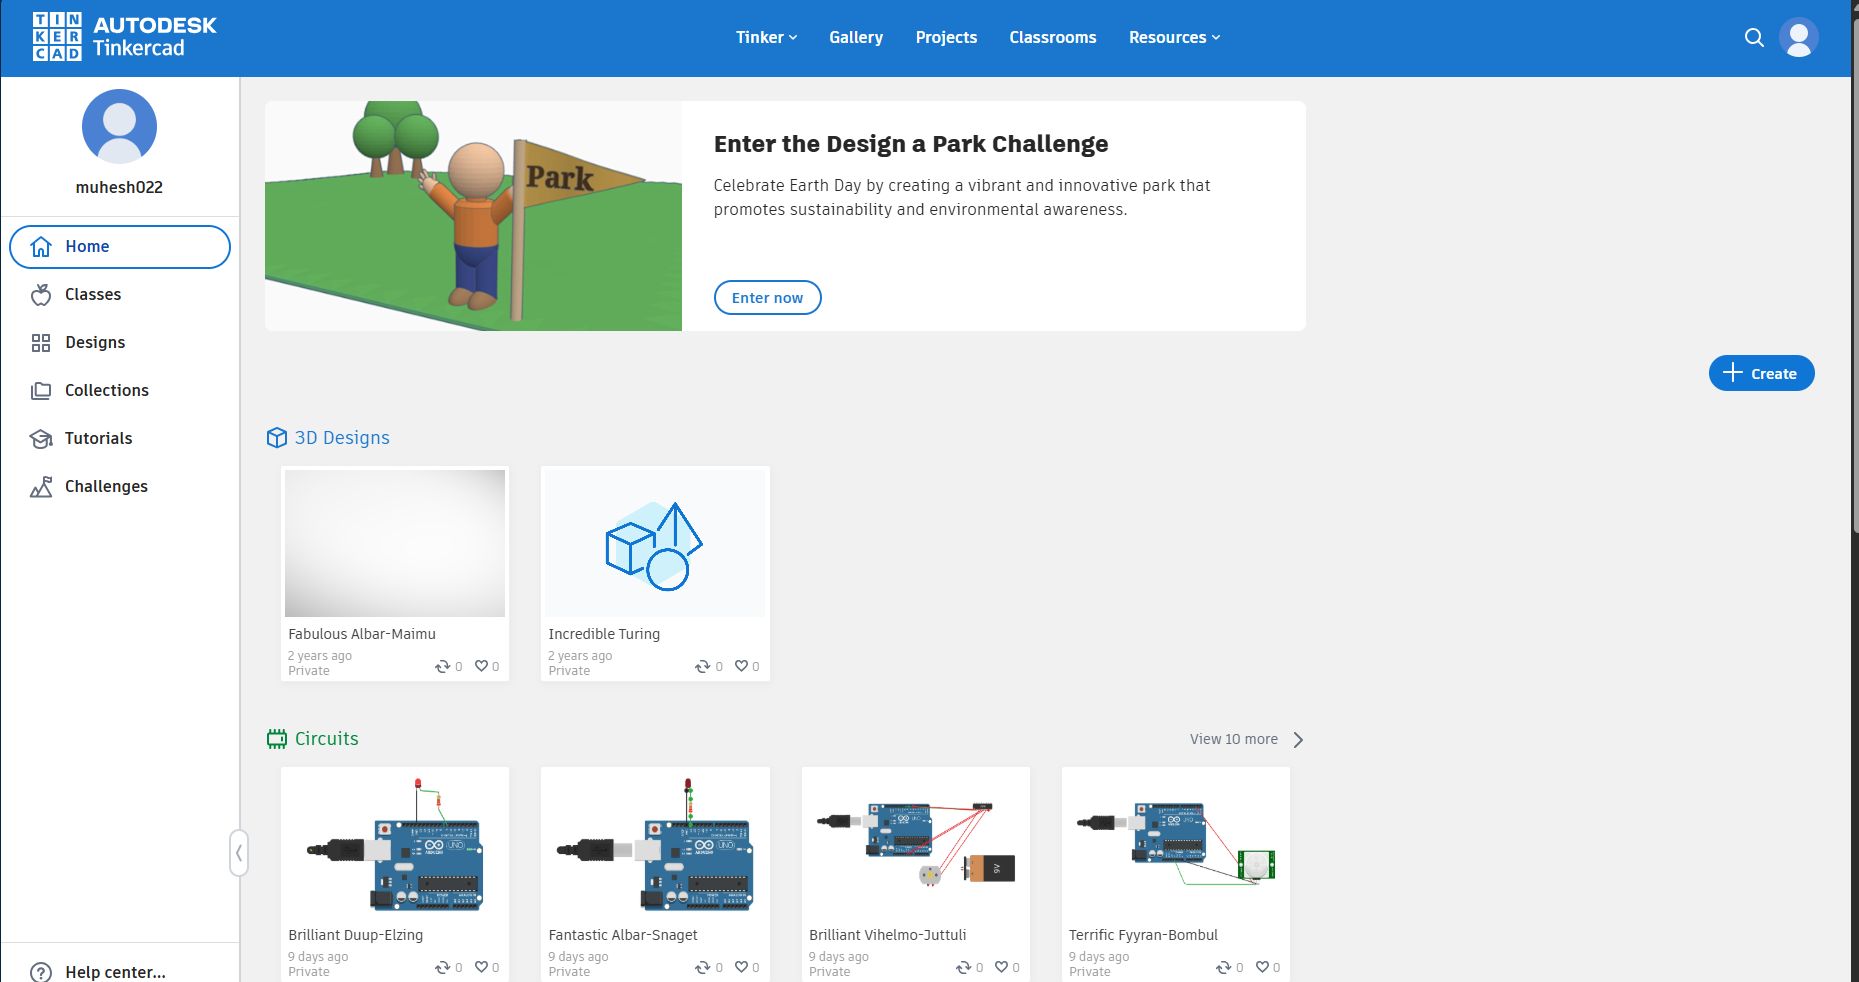 TIN
KER
CAD
AUTODESK
Tinkercad
Tinker
Gallery
Projects
Classrooms
Resources
muhesh022
Home
Classes
Designs
Collections
Tutorials
Challenges
Help center...
Park
Enter the Design a Park Challenge
Celebrate Earth Day by creating a vibrant and innovative park that
promotes sustainability and environmental awareness.
Enter now
Create
3D Designs
Fabulous Albar-Maimu
2 years ago
Private
0
0
Incredible Turing
2 years ago
Private
0
0
Circuits
View 10 more
Brilliant Duup-Elzing
9 days ago
Private
0
0
Fantastic Albar-Snaget
9 days ago
Private
0
0
9V
Brilliant Vihelmo-Juttuli
9 days ago
Private
0
0
Terrific Fyyran-Bombul
9 days ago
Private
0
0